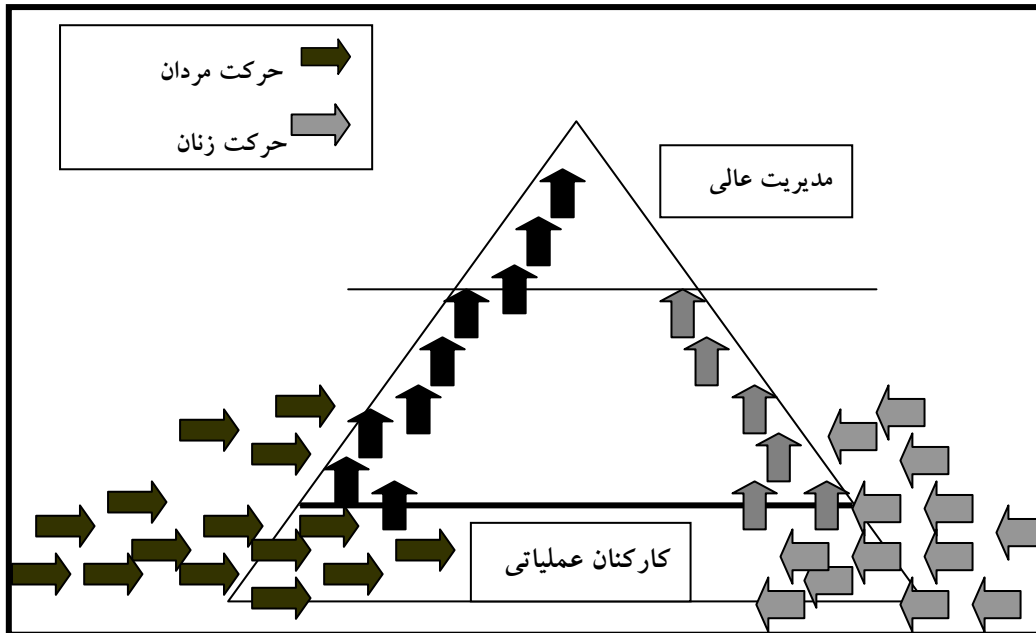 حرکت مردان
حرکت زنان
مدیریت عالی
کارکنان عملیاتی